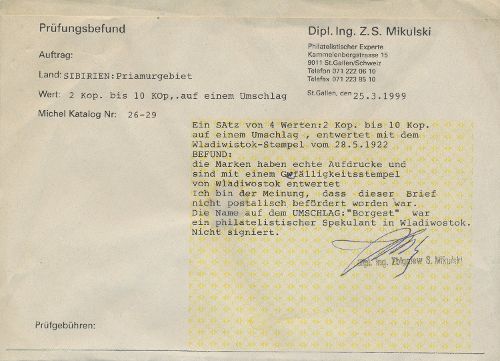 Prüfungsbefund
Dipl. Ing. Z.S. Mikulski
Philatelistischer Experte
Kammelenbergstrasse 15
9011 St.Gallen/Schweiz
Telefon 071 222 06 10
Telefax 071 223 85 10
Auftrag:
Land: SIBIRIEN:Priamurgebiet
Wert: 2 Kop. bis 10 KOp,.auf einem Umschlag
St.Gallen, den 25.3.1999
Michel Katalog Nr: 26-29
Ein SAtz von 4 Werten:2 Kop. bis 10 Kop.
auf einem Umschlag , entwertet mit dem
Wladiwistok-Stempel vom 28.5.1922
BEFUND:
die Marken haben echte Aufdrucke und
sind mit einem Gefälligkeitsstempel
von Wladiwostok entwertet
Ich bin der Meinung, dass dieser Brief
nicht postalisch befördert worden war.
Die Name auf dem UMSCHLAG:"Borgest" war
ein philatelistischer Spekulant in Wladiwostok.
Nicht signiert.
Dipl. Ing. Zbigniew S. Mikulski
Prüfgebühren: